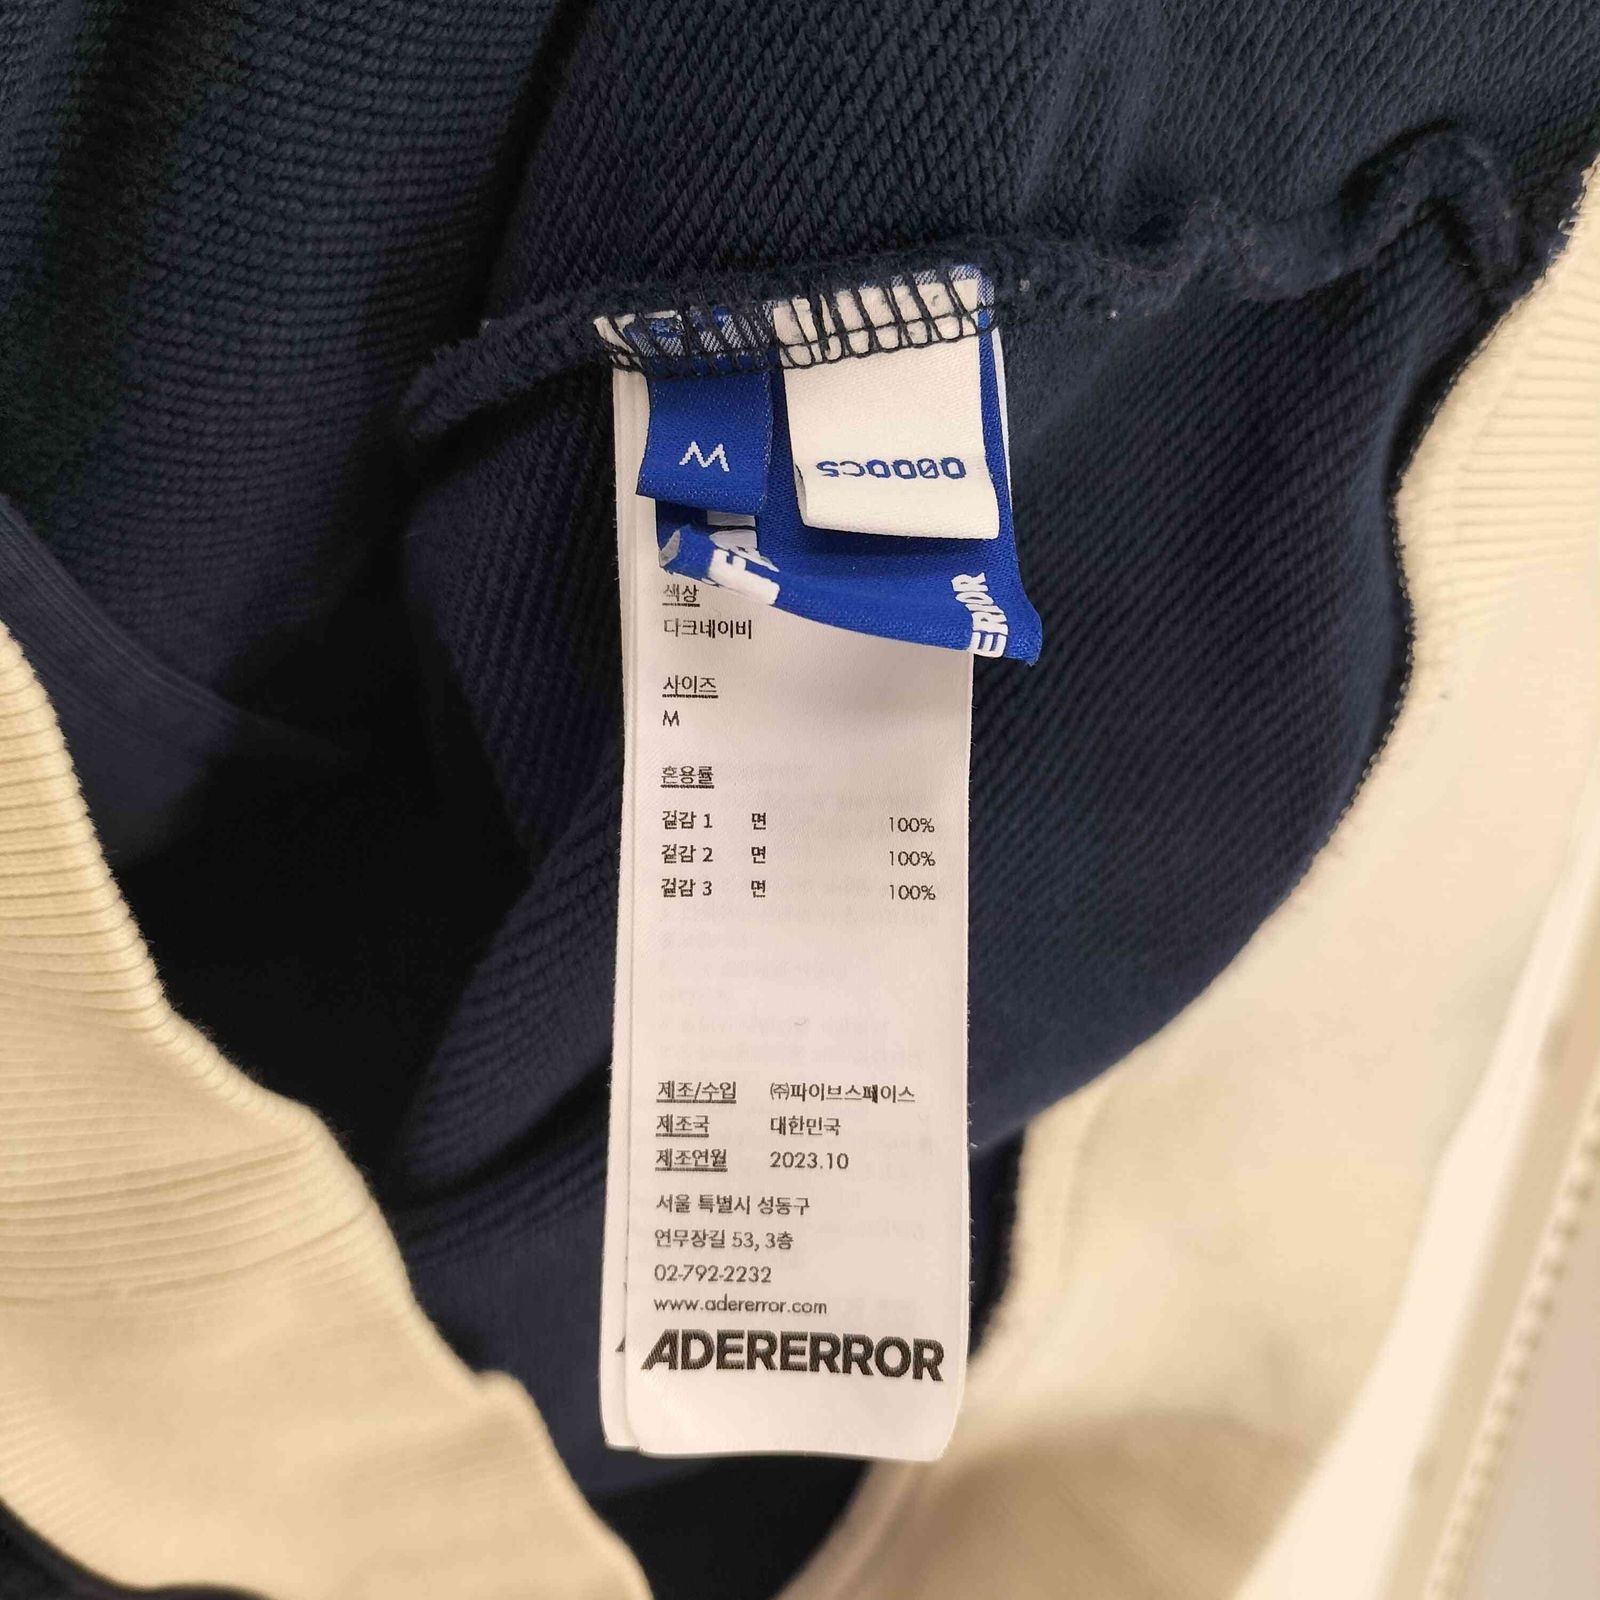 M
0000C5
ERIOR
색상
다크네이비
사이즈
M
혼용률
겉감 1 면 100%
겉감 2 면 100%
겉감 3 면 100%
제조/수입 ㈜파이브스페이스
제조국 대한민국
제조연월 2023.10
서울 특별시 성동구
연무장길 53, 3층
02-792-2232
www.adererror.com
ADERERROR